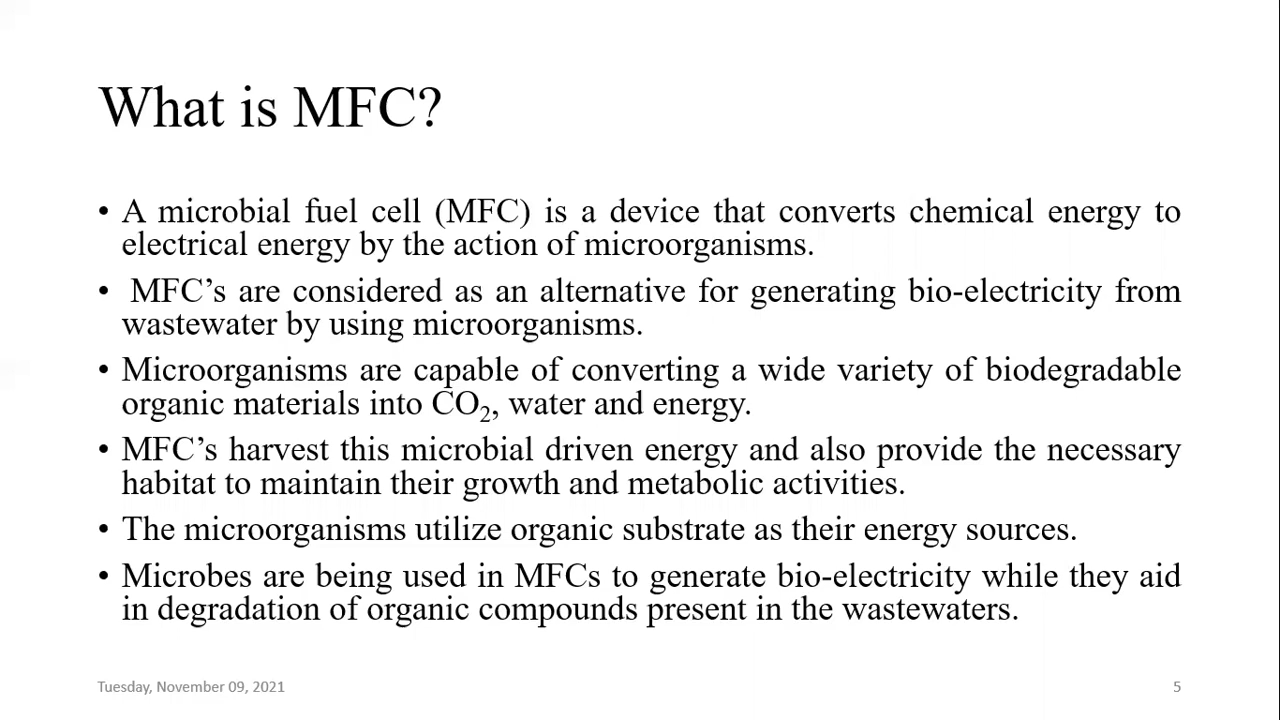 What is MFC?
• A microbial fuel cell (MFC) is a device that converts chemical energy to
electrical energy by the action of microorganisms.
• MFC’s are considered as an alternative for generating bio-electricity from
wastewater by using microorganisms.
• Microorganisms are capable of converting a wide variety of biodegradable
organic materials into CO₂, water and energy.
• MFC’s harvest this microbial driven energy and also provide the necessary
habitat to maintain their growth and metabolic activities.
• The microorganisms utilize organic substrate as their energy sources.
• Microbes are being used in MFCs to generate bio-electricity while they aid
in degradation of organic compounds present in the wastewaters.
Tuesday, November 09, 2021
5